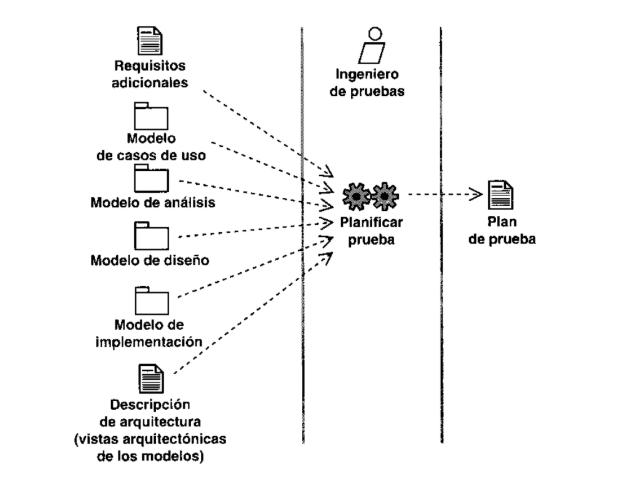 Requisitos
adicionales
Modelo
de casos de uso
Modelo de análisis
Modelo de diseño
Modelo de
implementación
Descripción
de arquitectura
(vistas arquitectónicas
de los modelos)
Ingeniero
de pruebas
Planificar
prueba
Plan
de prueba